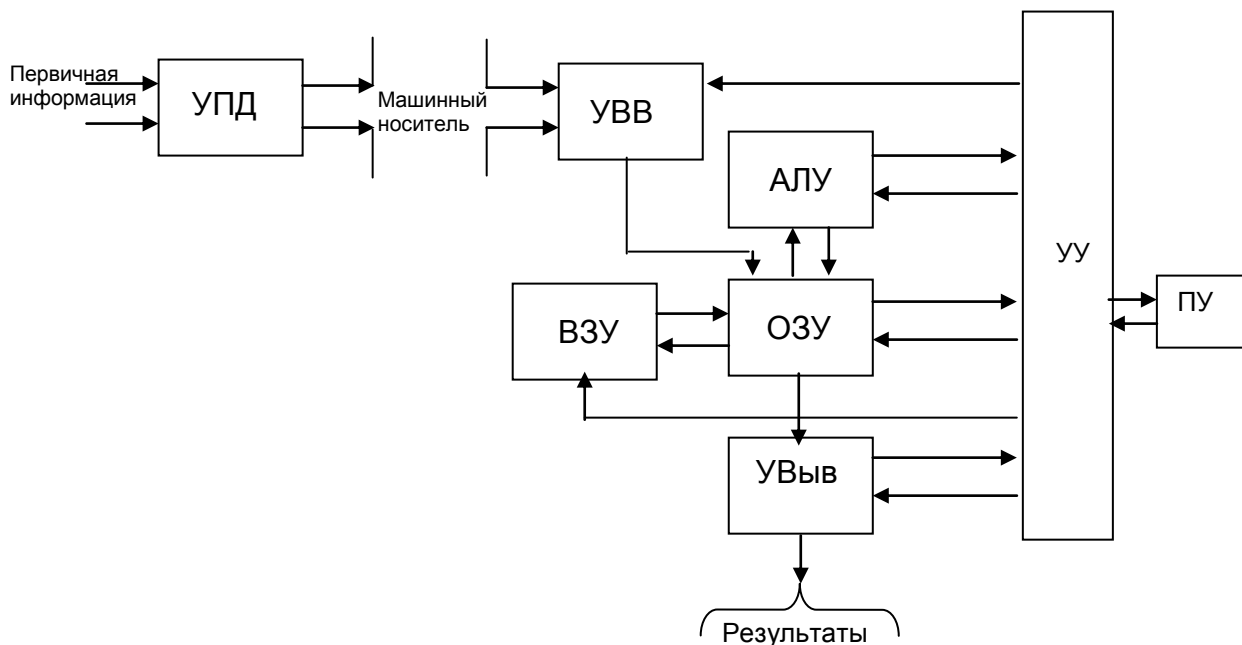 Первичная
информация
УПД
Машинный
носитель
УВВ
АЛУ
УУ
ПУ
ВЗУ
ОЗУ
УВыв
Результаты